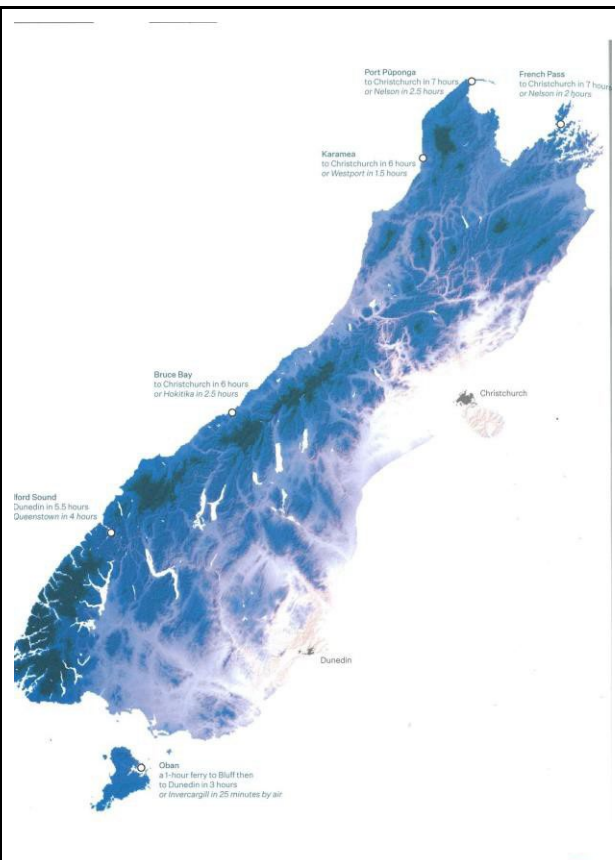 Port Pūponga
to Christchurch in 7 hours
or Nelson in 2.5 hours
French Pass
to Christchurch in 7 hours
or Nelson in 2 hours
Karamea
to Christchurch in 6 hours
or Westport in 1.5 hours
Bruce Bay
to Christchurch in 6 hours
or Hokitika in 2.5 hours
Christchurch
lford Sound
Dunedin in 5.5 hours
Queenstown in 4 hours
Dunedin
Oban
a 1-hour ferry to Bluff then
to Dunedin in 3 hours
or Invercargill in 25 minutes by air